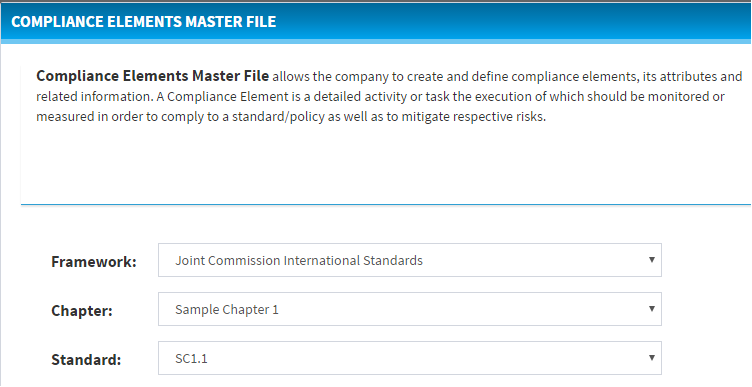 COMPLIANCE ELEMENTS MASTER FILE
Compliance Elements Master File allows the company to create and define compliance elements, its attributes and
related information. A Compliance Element is a detailed activity or task the execution of which should be monitored or
measured in order to comply to a standard/policy as well as to mitigate respective risks.
Framework: Joint Commission International Standards
Chapter: Sample Chapter 1
Standard: SC1.1